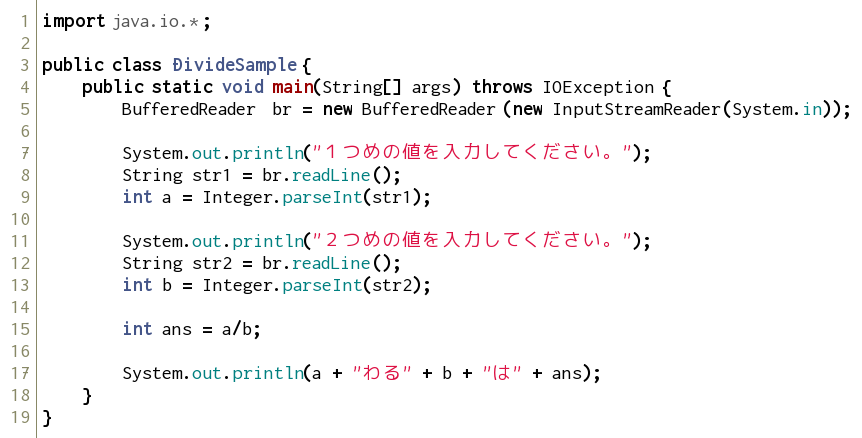 1 import java.io.*;
2
3 public class DivideSample{
4     public static void main(String[] args) throws IOException{
5         BufferedReader br = new BufferedReader(new InputStreamReader(System.in));
6
7         System.out.println("１つめの値を入力してください。");
8         String str1 = br.readLine();
9         int a = Integer.parseInt(str1);
10
11         System.out.println("２つめの値を入力してください。");
12         String str2 = br.readLine();
13         int b = Integer.parseInt(str2);
14
15         int ans = a/b;
16
17         System.out.println(a + "わる" + b + "は" + ans);
18     }
19 }